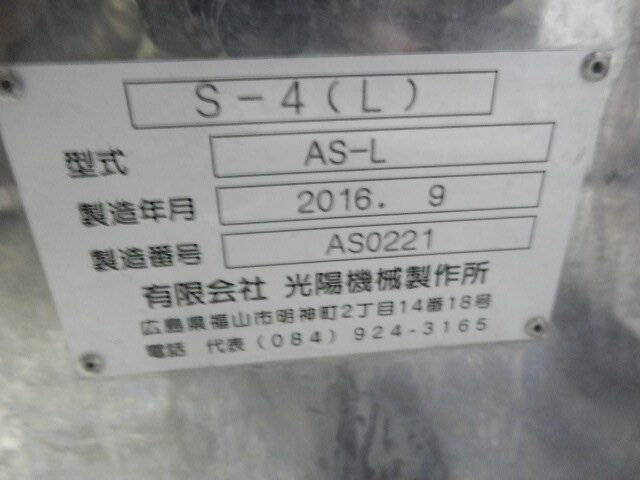 S-4(L)
型式 AS-L
製造年月 2016. 9
製造番号 AS0221
有限会社 光陽機械製作所
広島県福山市明神町2丁目14番18号
電話 代表(084)924-3165